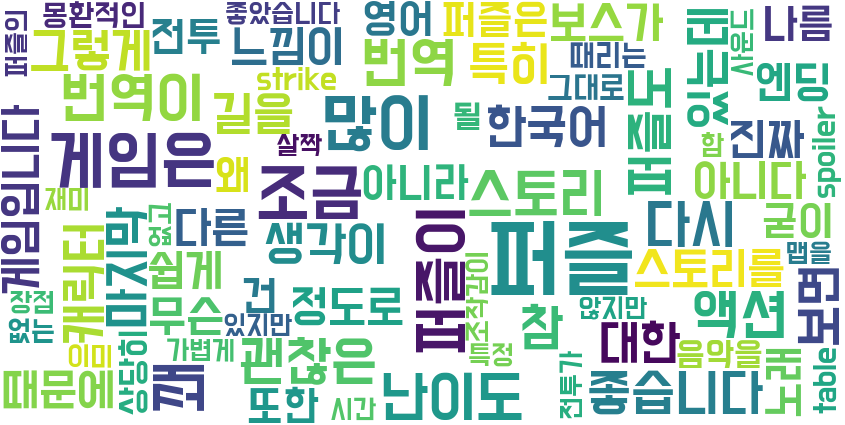 몽환적인
좋았습니다
영어
퍼즐은
보스가
나름
퍼즐의
그렇게
전투
느낌이
번역
특히
때리는
그대로
있는데
사운드
엔딩
번역이
길을
strike
많이
될
한국어
퍼즐도
함
진짜
게임은
왜
살짝
조금
아니라
스토리
아니다
spoiler
게임입니다
재미
캐릭터
마지막
없고
다른
생각이
퍼즐이
퍼즐
다시
굳이
맵을
쉽게
건
정도로
조작감이
참
스토리를
보면
장점
없는
무슨
있지만
않지만
액션
이미
상당히
가볍게
괜찮은
특정
대한
음악을
노래
table
때문에
깨
또한
시간
난이도
전투가
좋습니다